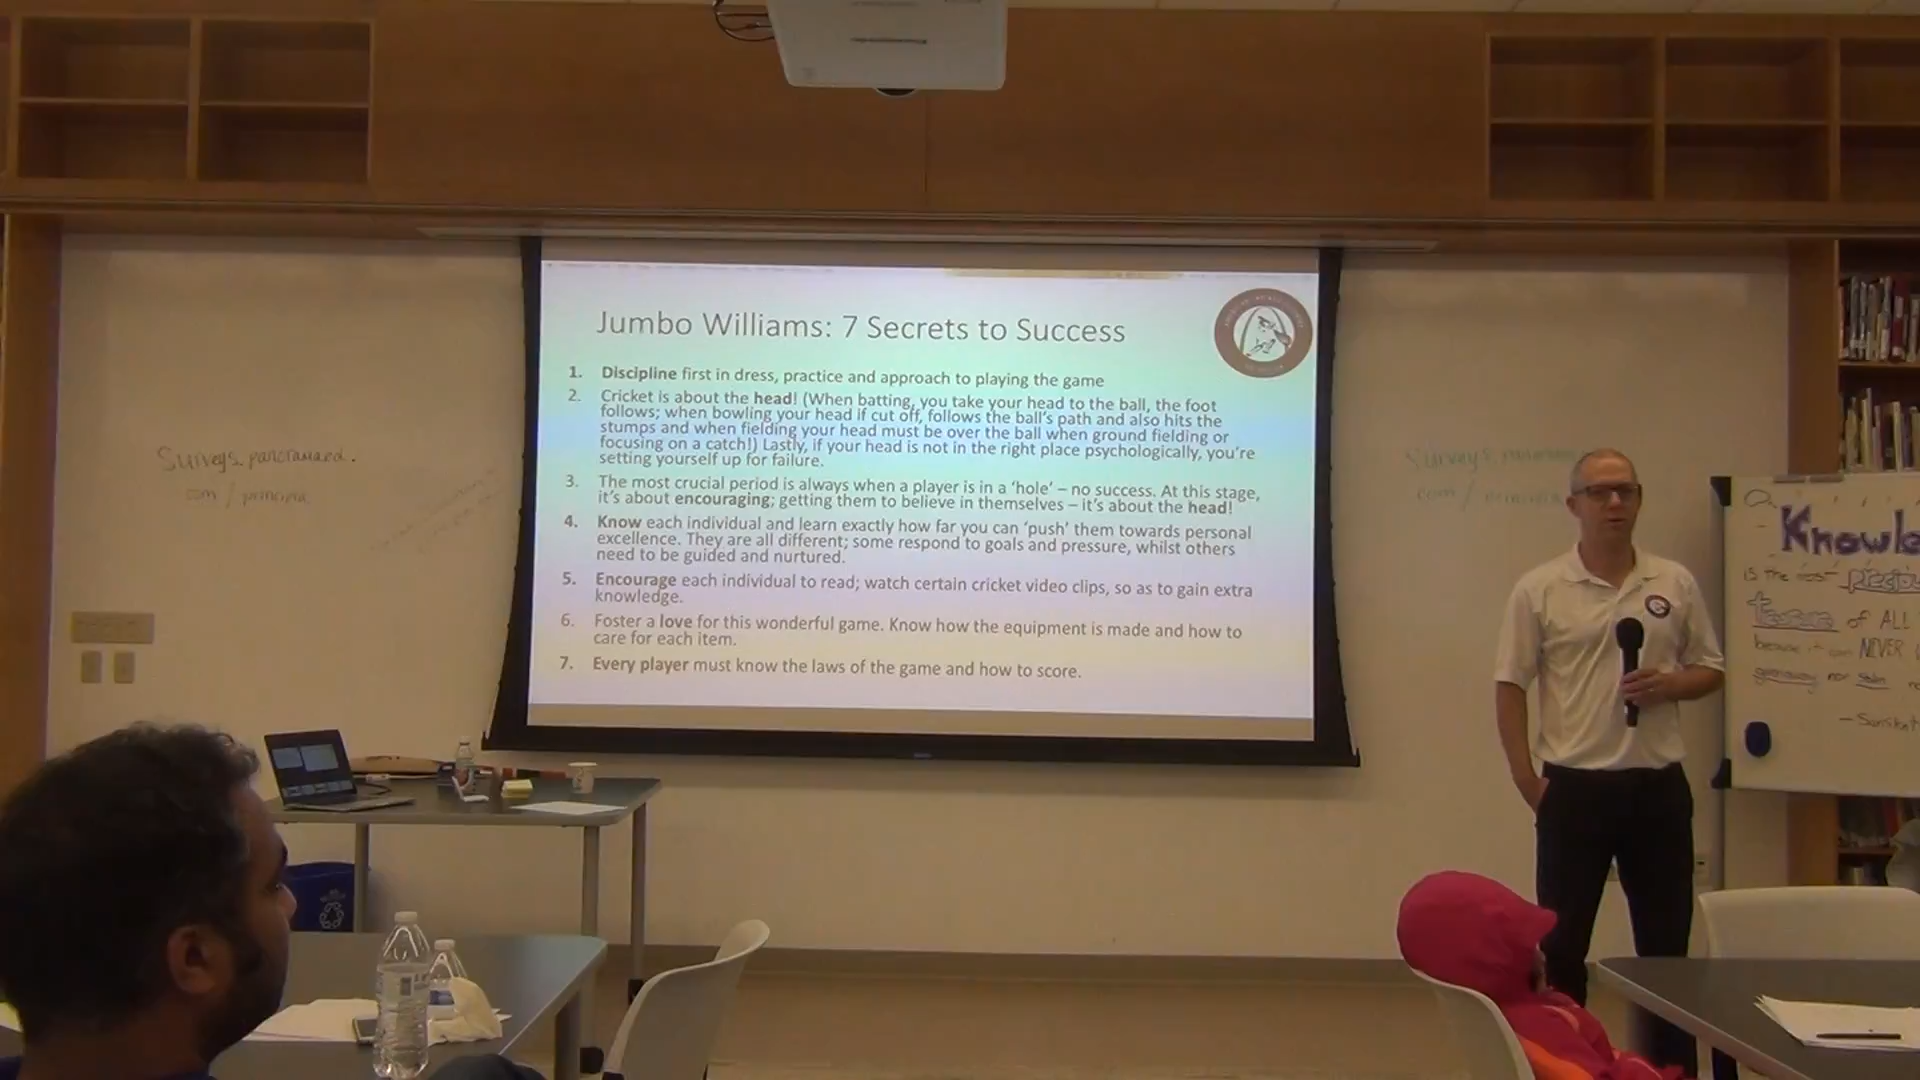 Jumbo Williams: 7 Secrets to Success
1. Discipline first in dress, practice and approach to playing the game
2. Cricket is about the head! (When batting, you take your head to the ball, the foot
follows; when bowling your head if cut off, follows the ball's path and also hits the
stumps and when fielding your head must be over the ball when ground fielding or
focusing on a catch!) Lastly, if your head is not in the right place psychologically, you're
setting yourself up for failure.
3. The most crucial period is always when a player is in a 'hole' – no success. At this stage,
it's about encouraging; getting them to believe in themselves – it's about the head!
4. Know each individual and learn exactly how far you can 'push' them towards personal
excellence. They are all different; some respond to goals and pressure, whilst others
need to be guided and nurtured.
5. Encourage each individual to read; watch certain cricket video clips, so as to gain extra
knowledge.
6. Foster a love for this wonderful game. Know how the equipment is made and how to
care for each item.
7. Every player must know the laws of the game and how to score.
Surveys.
com/
Surveys
com/
Knowle
is the most
of ALL
because it can NEVER
nor